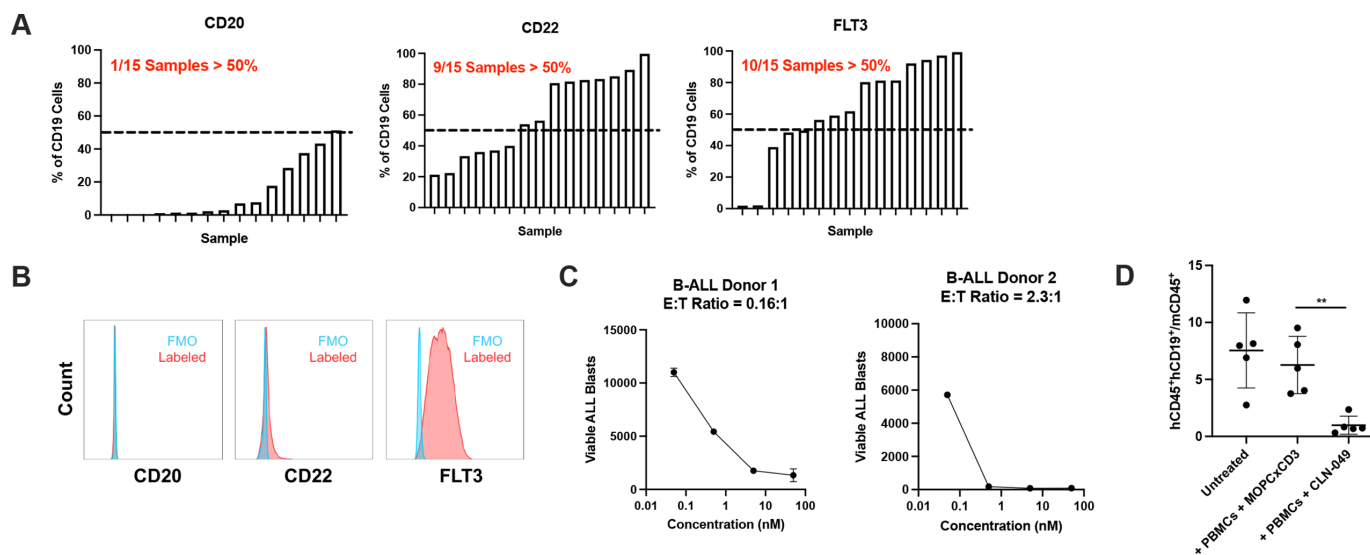 A
CD20
1/15 Samples > 50%
% of CD19 Cells
100
80
60
40
20
0
Sample
CD22
9/15 Samples > 50%
% of CD19 Cells
100
80
60
40
20
0
Sample
FLT3
10/15 Samples > 50%
% of CD19 Cells
100
80
60
40
20
0
Sample
B
Count
FMO
Labeled
CD20
FMO
Labeled
CD22
FMO
Labeled
FLT3
C
B-ALL Donor 1
E:T Ratio = 0.16:1
Viable ALL Blasts
15000
10000
5000
0
0.01
0.1
1
10
100
Concentration (nM)
B-ALL Donor 2
E:T Ratio = 2.3:1
Viable ALL Blasts
10000
8000
6000
4000
2000
0
0.01
0.1
1
10
100
Concentration (nM)
D
hCD45⁺hCD19⁺/mCD45⁺
15
10
5
0
**
Untreated
+ PBMCs + MOPCxCD3
+ PBMCs + CLN-049